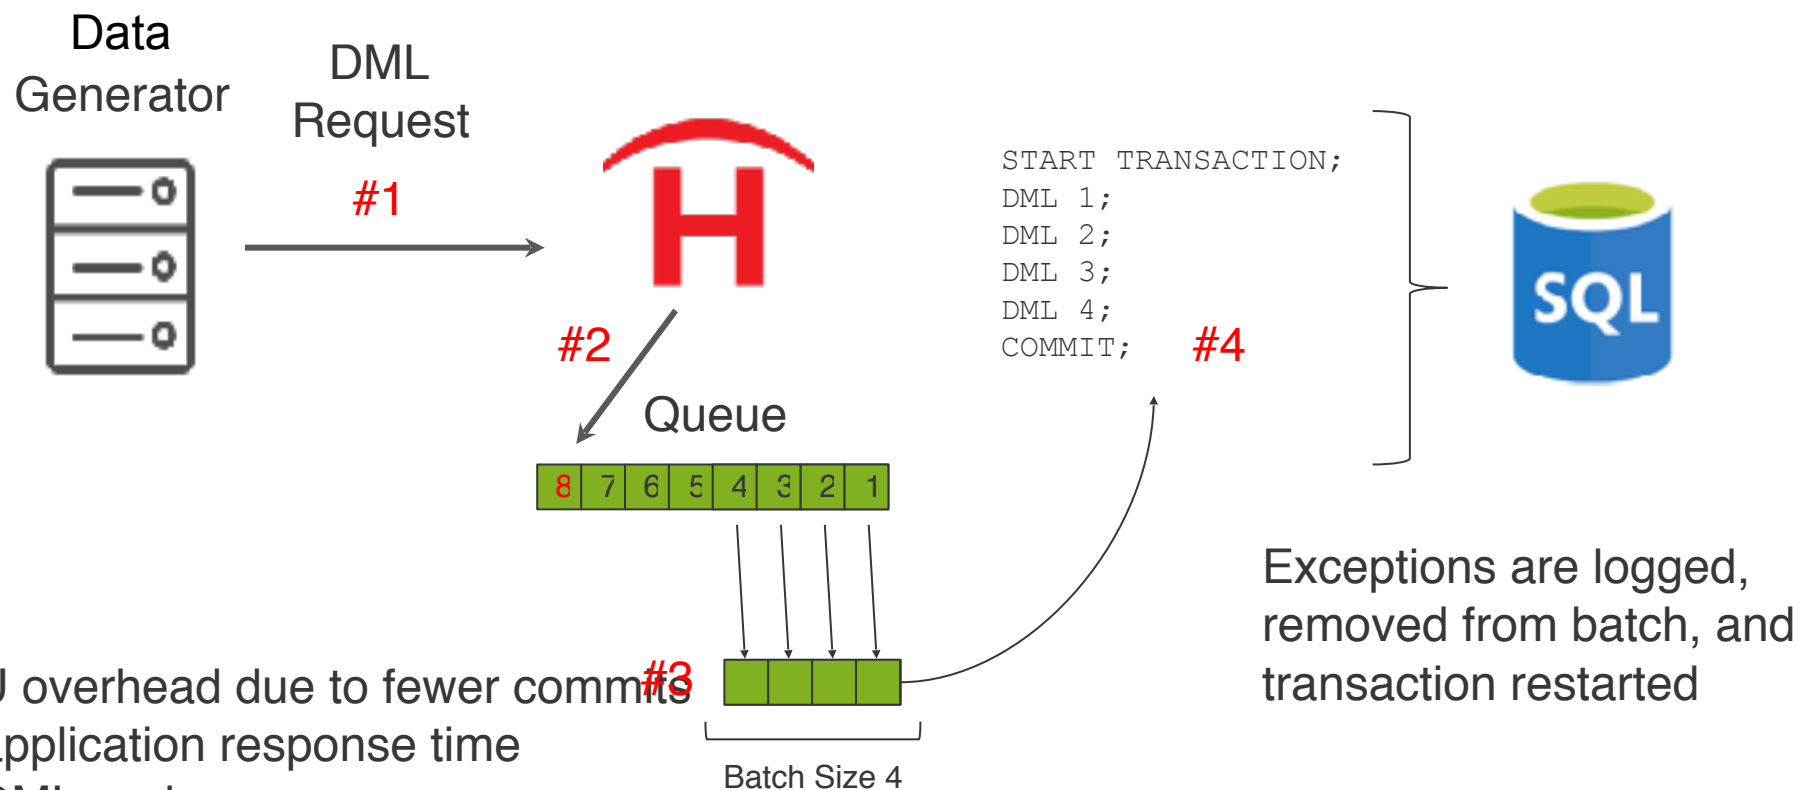 Data
Generator
DML
Request
#1
H
#2
Queue
8 7 6 5 4 3 2 1
START TRANSACTION;
DML 1;
DML 2;
DML 3;
DML 4;
COMMIT;
#4
SQL
Exceptions are logged,
removed from batch, and
transaction restarted
overhead due to fewer commits
#3
application response time
Batch Size 4